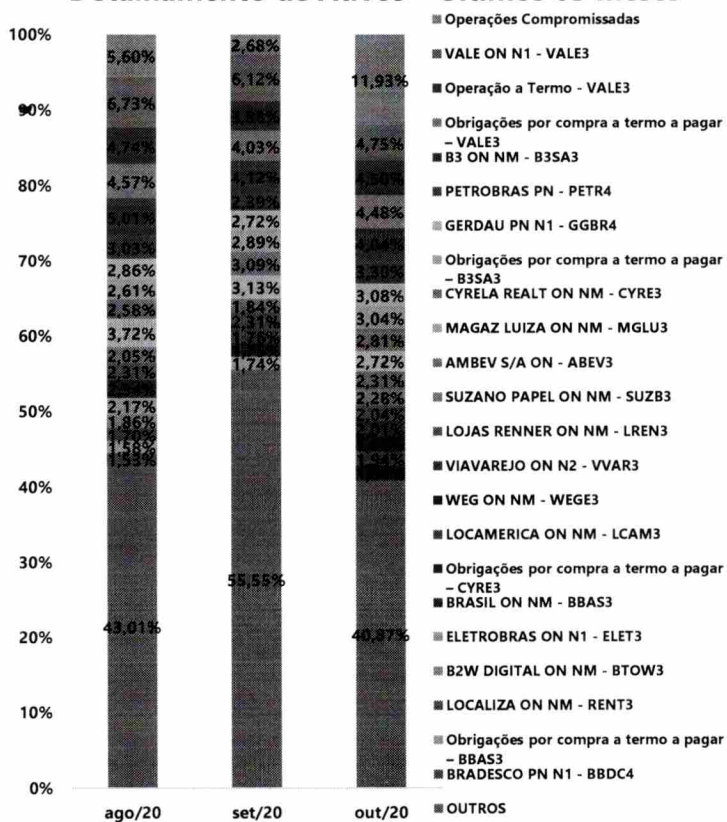 Operações Compromissadas
VALE ON N1 - VALE3
Operação a Termo - VALE3
Obrigações por compra a termo a pagar
– VALE3
B3 ON NM - B3SA3
PETROBRAS PN - PETR4
GERDAU PN N1 - GGBR4
Obrigações por compra a termo a pagar
– B3SA3
CYRELA REALT ON NM - CYRE3
MAGAZ LUIZA ON NM - MGLU3
AMBEV S/A ON - ABEV3
SUZANO PAPEL ON NM - SUZB3
LOJAS RENNER ON NM - LREN3
VIAVAREJO ON N2 - VVAR3
WEG ON NM - WEGE3
LOCAMERICA ON NM - LCAM3
Obrigações por compra a termo a pagar
– CYRE3
BRASIL ON NM - BBAS3
ELETROBRAS ON N1 - ELET3
B2W DIGITAL ON NM - BTOW3
LOCALIZA ON NM - RENT3
Obrigações por compra a termo a pagar
– BBAS3
BRADESCO PN N1 - BBDC4
OUTROS
100%
90%
80%
70%
60%
50%
40%
30%
20%
10%
0%
5,60%
6,73%
4,74%
4,57%
5,01%
3,03%
2,86%
2,61%
2,58%
3,72%
2,05%
2,31%
2,17%
1,86%
1,58%
1,53%
43,01%
2,68%
6,12%
4,03%
4,12%
2,39%
2,72%
2,89%
3,09%
3,13%
1,84%
2,31%
1,74%
55,55%
11,93%
4,75%
4,50%
4,48%
4,04%
3,30%
3,08%
3,04%
2,81%
2,72%
2,31%
2,28%
2,04%
1,94%
40,87%
ago/20
set/20
out/20